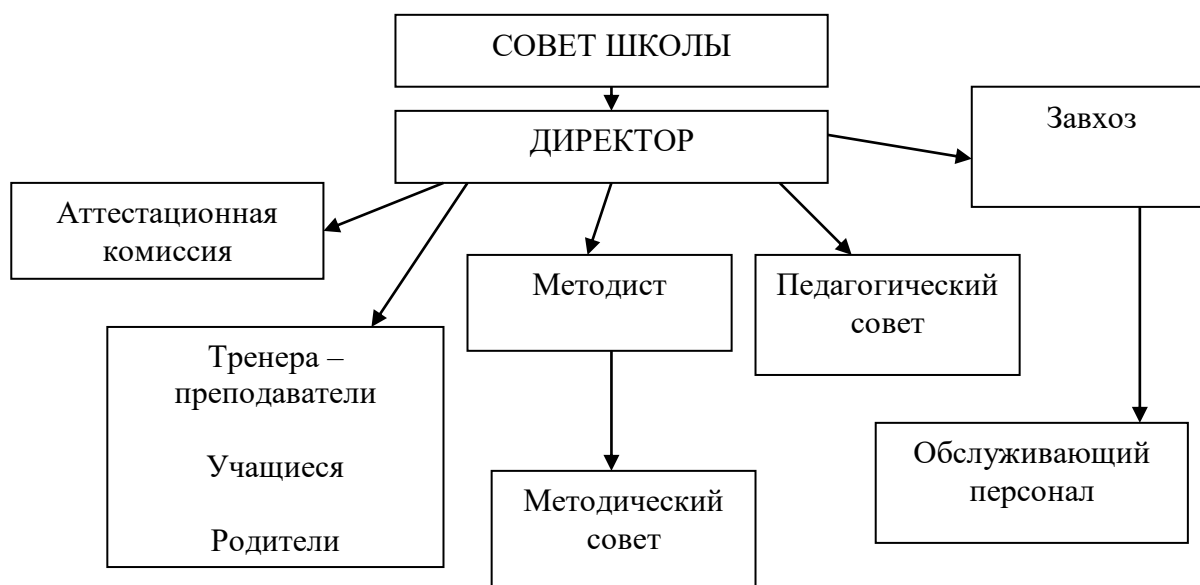 СОВЕТ ШКОЛЫ
ДИРЕКТОР
Завхоз
Аттестационная
комиссия
Методист
Педагогический
совет
Тренера –
преподаватели
Учащиеся
Родители
Методический
совет
Обслуживающий
персонал